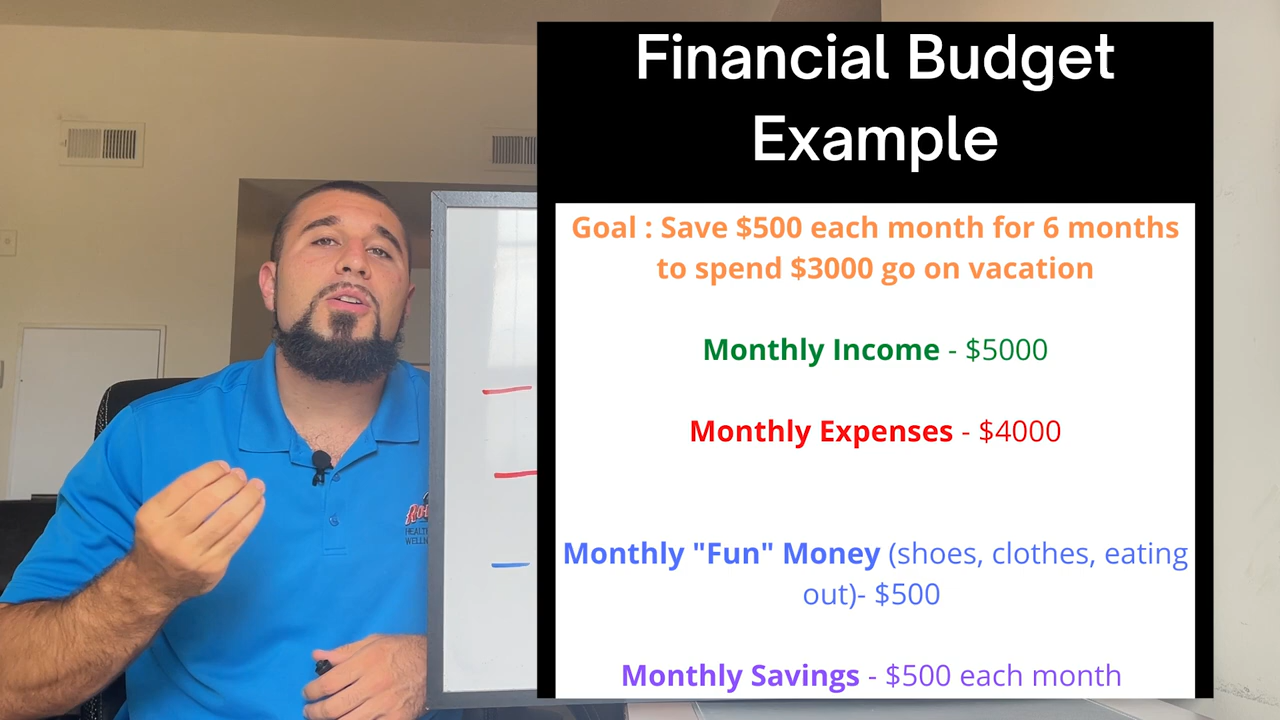 Financial Budget
Example
Goal : Save $500 each month for 6 months
to spend $3000 go on vacation
Monthly Income - $5000
Monthly Expenses - $4000
Monthly "Fun" Money (shoes, clothes, eating
out)- $500
Monthly Savings - $500 each month